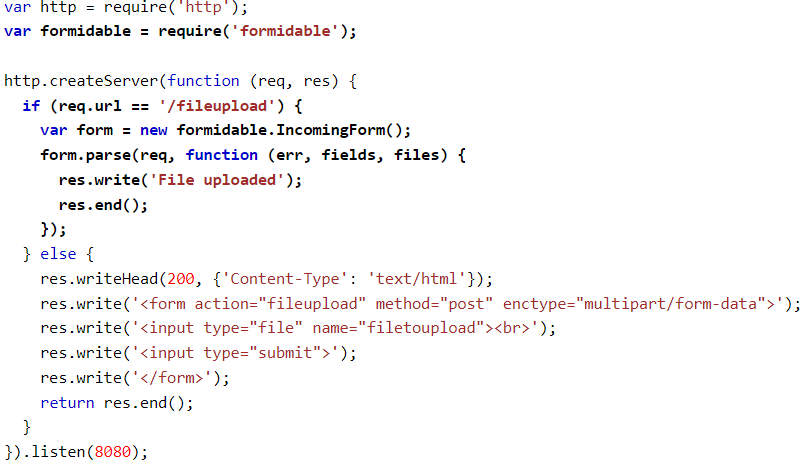 var http = require('http');
var formidable = require('formidable');

http.createServer(function (req, res) {
  if (req.url == '/fileupload') {
    var form = new formidable.IncomingForm();
    form.parse(req, function (err, fields, files) {
      res.write('File uploaded');
      res.end();
    });
  } else {
    res.writeHead(200, {'Content-Type': 'text/html'});
    res.write('<form action="fileupload" method="post" enctype="multipart/form-data">');
    res.write('<input type="file" name="filetoupload"><br>');
    res.write('<input type="submit">');
    res.write('</form>');
    return res.end();
  }
}).listen(8080);